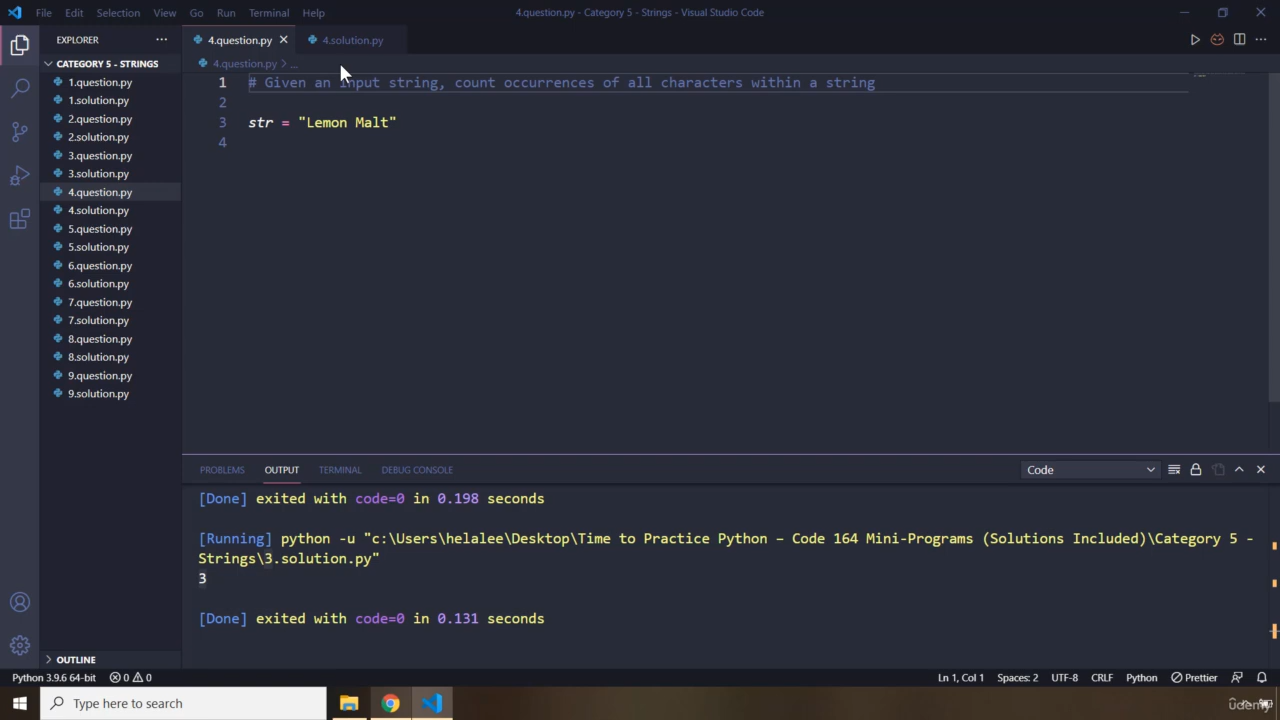 File Edit Selection View Go Run Terminal Help 4.question.py - Category 5 - Strings - Visual Studio Code
EXPLORER ··· 4.question.py 4.solution.py
CATEGORY 5 - STRINGS 4.question.py > ...
1.question.py
1.solution.py
2.question.py
2.solution.py
3.question.py
3.solution.py
4.question.py
4.solution.py
5.question.py
5.solution.py
6.question.py
6.solution.py
7.question.py
7.solution.py
8.question.py
8.solution.py
9.question.py
9.solution.py
OUTLINE
1 # Given an input string, count occurrences of all characters within a string
2
3 str = "Lemon Malt"
4
PROBLEMS OUTPUT TERMINAL DEBUG CONSOLE Code
[Done] exited with code=0 in 0.198 seconds
[Running] python -u "c:\Users\helalee\Desktop\Time to Practice Python – Code 164 Mini-Programs (Solutions Included)\Category 5 -
Strings\3.solution.py"
3
[Done] exited with code=0 in 0.131 seconds
Python 3.9.6 64-bit 0 0 Ln 1, Col 1 Spaces: 2 UTF-8 CRLF Python Prettier
Type here to search
udemy